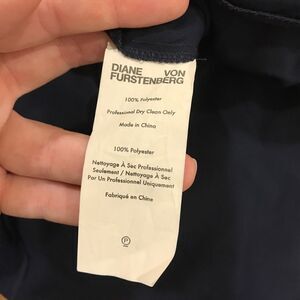 DIANE VON
FURSTENBERG
100% Polyester
Professional Dry Clean Only
Made in China
100% Polyester
Nettoyage À Sec Professionnel
Seulement / Nettoyage À Sec
Par Un Professionnel Uniquement
Fabriqué en Chine
P